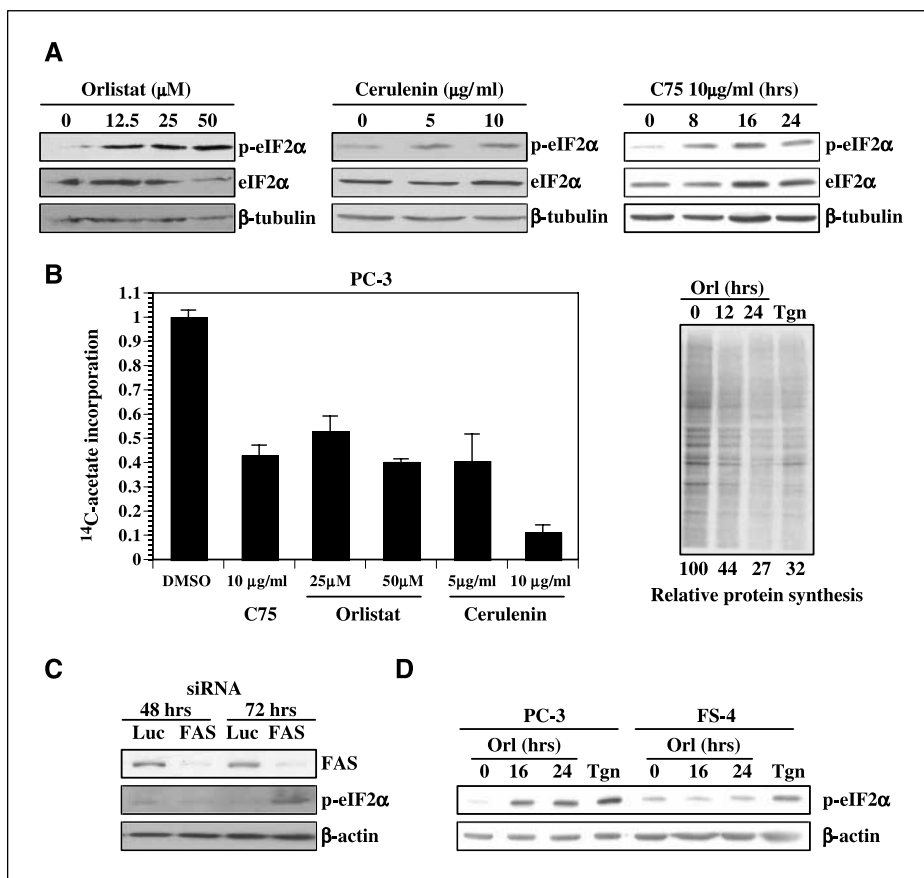 A
Orlistat (μM)
0 12.5 25 50
p-eIF2α
eIF2α
β-tubulin
Cerulenin (μg/ml)
0 5 10
p-eIF2α
eIF2α
β-tubulin
C75 10μg/ml (hrs)
0 8 16 24
p-eIF2α
eIF2α
β-tubulin
B
PC-3
14C-acetate incorporation
1.1
1
0.9
0.8
0.7
0.6
0.5
0.4
0.3
0.2
0.1
0
DMSO 10 μg/ml 25μM 50μM 5μg/ml 10 μg/ml
C75 Orlistat Cerulenin
Orl (hrs)
0 12 24 Tgn
100 44 27 32
Relative protein synthesis
C
siRNA
48 hrs 72 hrs
Luc FAS Luc FAS
FAS
p-eIF2α
β-actin
D
PC-3 FS-4
Orl (hrs) Orl (hrs)
0 16 24 Tgn 0 16 24 Tgn
p-eIF2α
β-actin